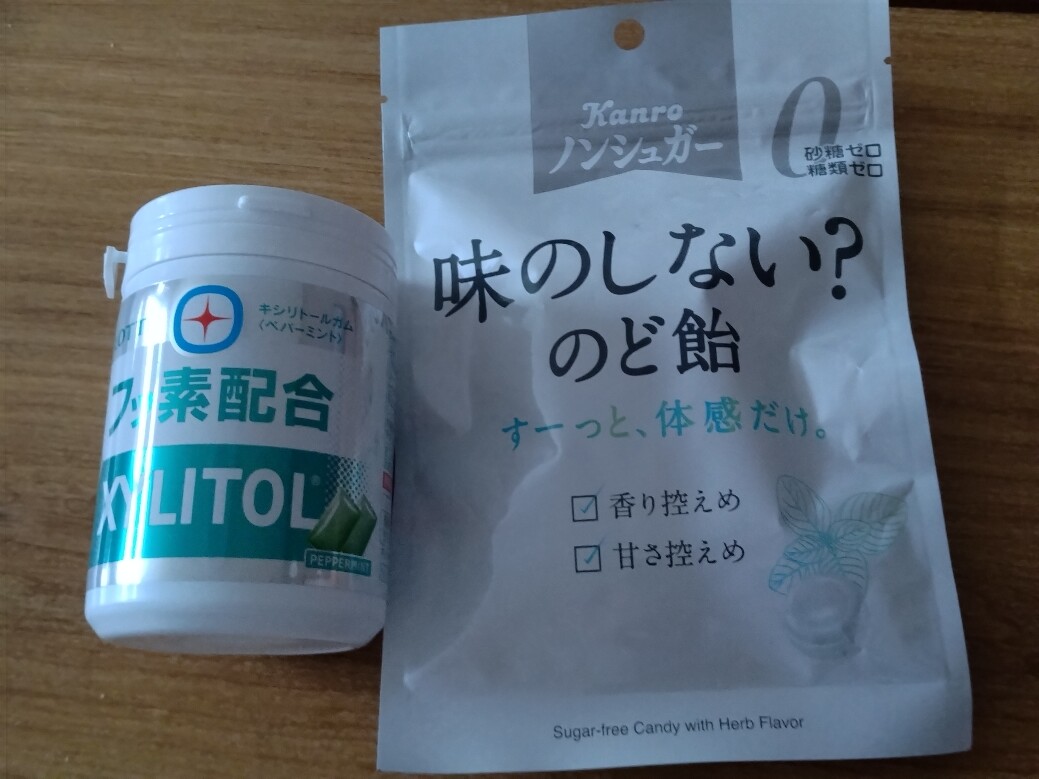 OTT
キシリトールガム
〈ペパーミント〉
フッ素配合
XYLITOL
PEPPERMINT
Kanro
ノンシュガー
0
砂糖ゼロ
糖類ゼロ
味のしない?
のど飴
すーっと、体感だけ。
香り控えめ
甘さ控えめ
Sugar-free Candy with Herb Flavor